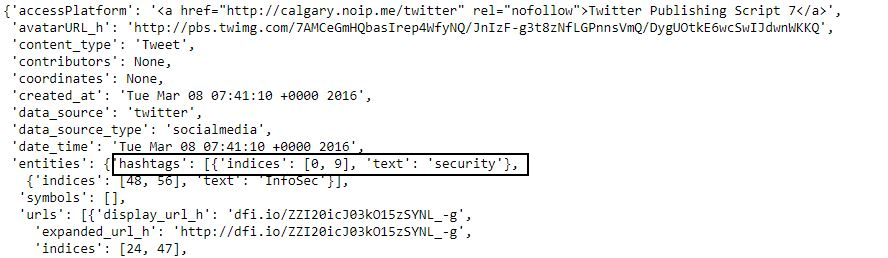 {'accessPlatform': '<a href="http://calgary.noip.me/twitter" rel="nofollow">Twitter Publishing Script 7</a>',
'avatarURL_h': 'http://pbs.twimg.com/7AMCeGmHQbasIrep4WfyNQ/JnIzF-g3t8zNfLGPnnsVmQ/DygUOtkE6wcSwIJdwnWKKQ',
'content_type': 'Tweet',
'contributors': None,
'coordinates': None,
'created_at': 'Tue Mar 08 07:41:10 +0000 2016',
'data_source': 'twitter',
'data_source_type': 'socialmedia',
'date_time': 'Tue Mar 08 07:41:10 +0000 2016',
'entities': {'hashtags': [{'indices': [0, 9], 'text': 'security'},
{'indices': [48, 56], 'text': 'InfoSec'}],
'symbols': [],
'urls': [{'display_url_h': 'dfi.io/ZZI20icJ03kO15zSYNL_-g',
'expanded_url_h': 'http://dfi.io/ZZI20icJ03kO15zSYNL_-g',
'indices': [24, 47],